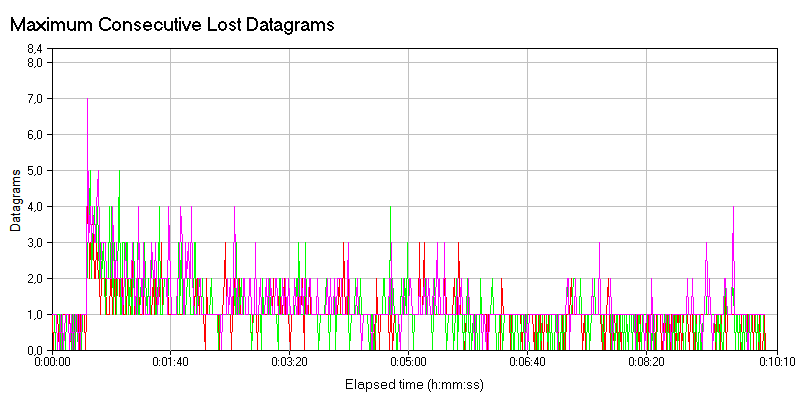 Maximum Consecutive Lost Datagrams
8,4
8,0
7,0
6,0
5,0
4,0
3,0
2,0
1,0
0,0
Datagrams
0:00:00 0:01:40 0:03:20 0:05:00 0:06:40 0:08:20 0:10:10
Elapsed time (h:mm:ss)